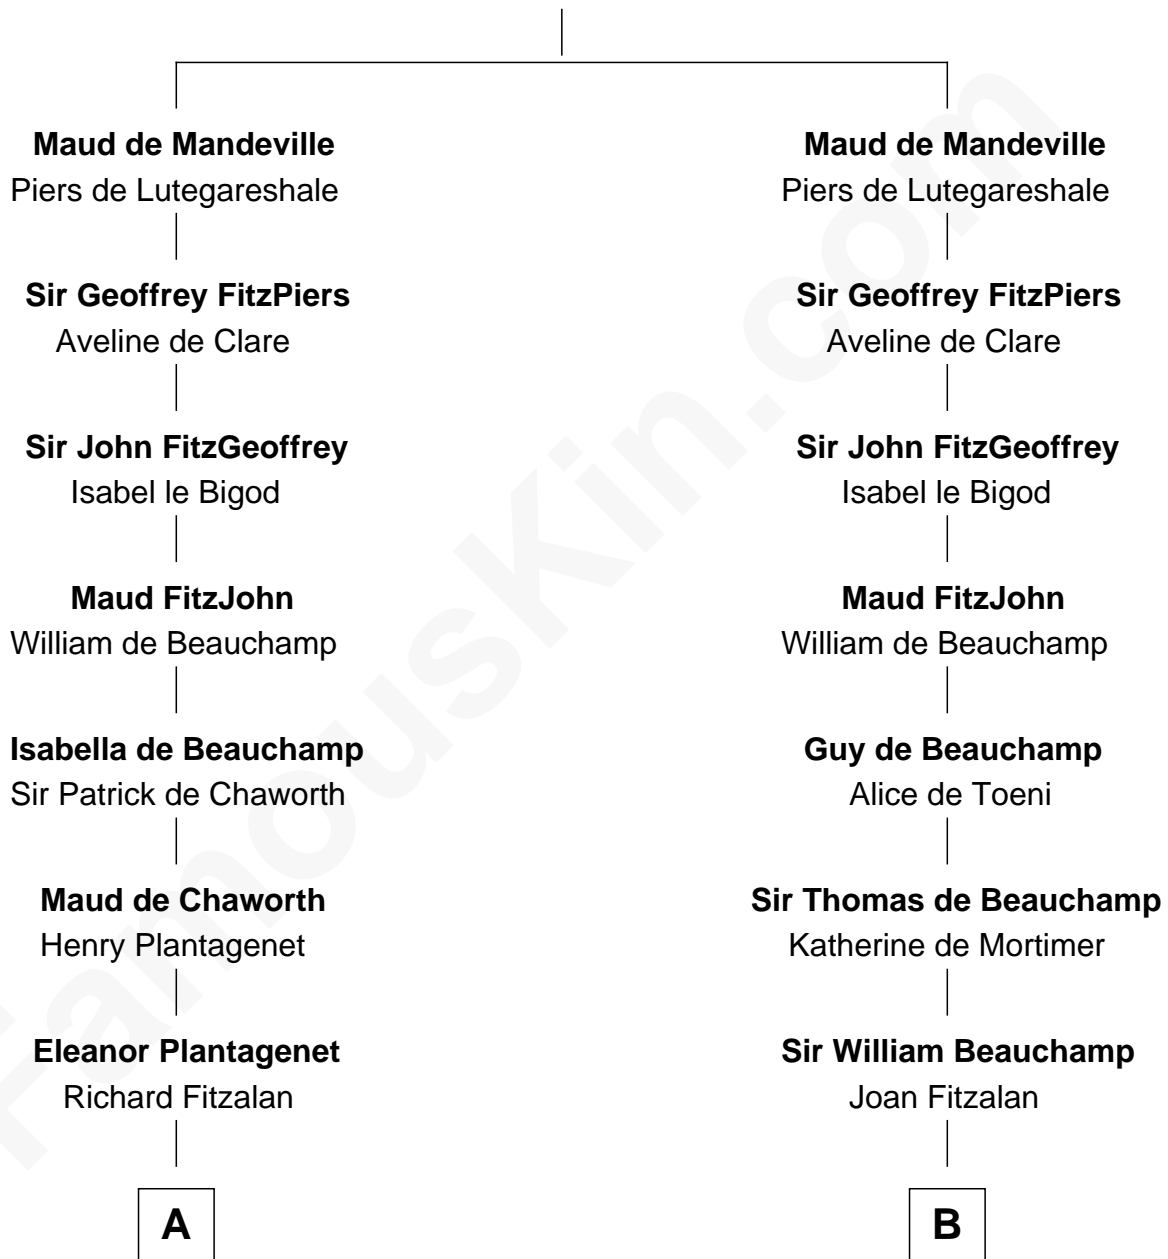 Maud de Mandeville
Piers de Lutegareshale
Sir Geoffrey FitzPiers
Aveline de Clare
Sir John FitzGeoffrey
Isabel le Bigod
Maud FitzJohn
William de Beauchamp
Isabella de Beauchamp
Sir Patrick de Chaworth
Maud de Chaworth
Henry Plantagenet
Eleanor Plantagenet
Richard Fitzalan
A
Maud de Mandeville
Piers de Lutegareshale
Sir Geoffrey FitzPiers
Aveline de Clare
Sir John FitzGeoffrey
Isabel le Bigod
Maud FitzJohn
William de Beauchamp
Guy de Beauchamp
Alice de Toeni
Sir Thomas de Beauchamp
Katherine de Mortimer
Sir William Beauchamp
Joan Fitzalan
B
FamousKin.com